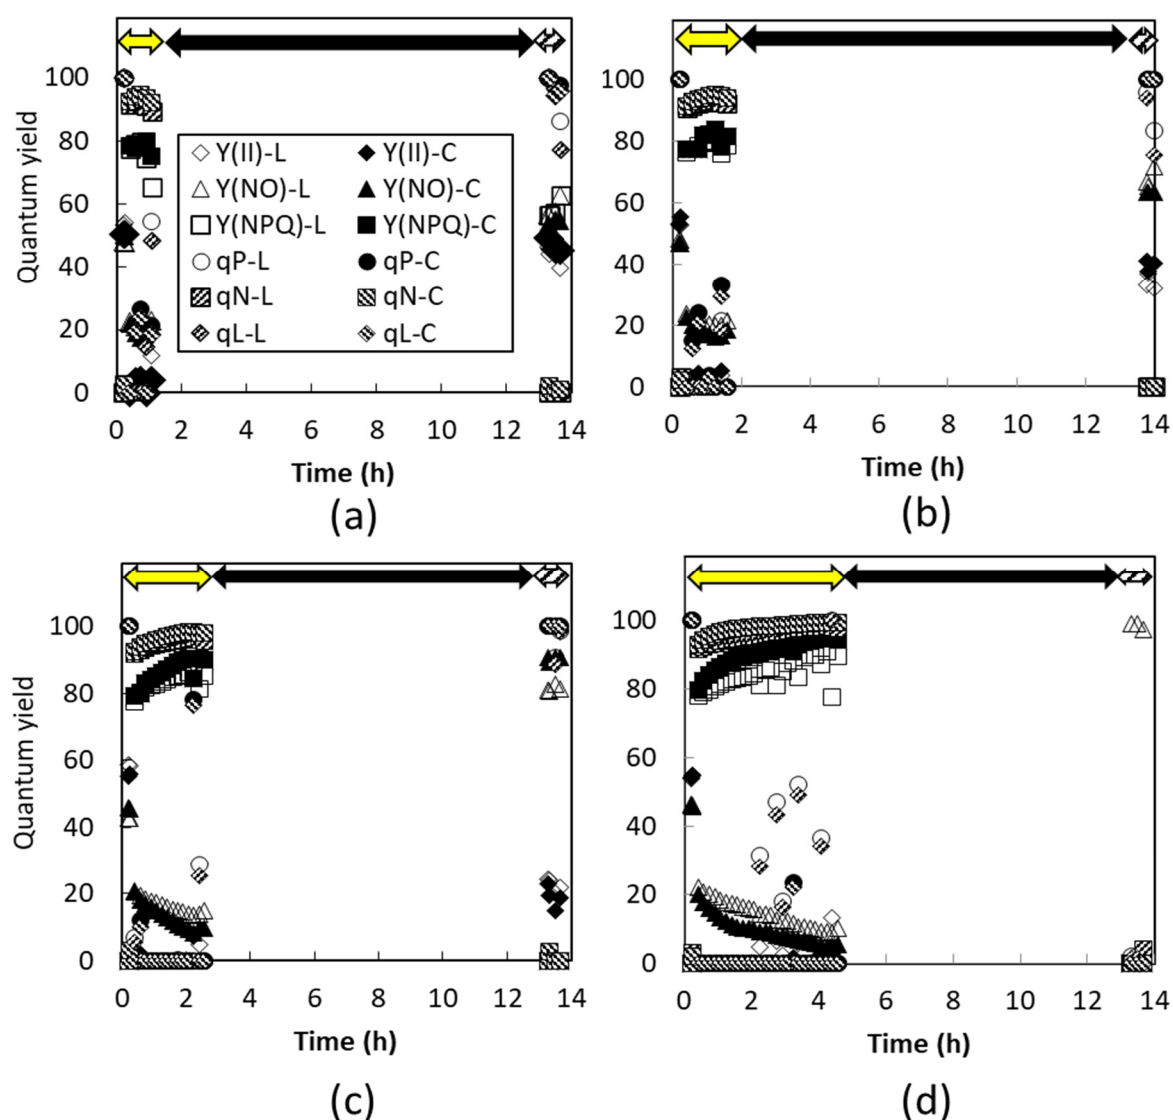 Quantum yield
100
80
60
40
20
0
Y(II)-L Y(II)-C
Y(NO)-L Y(NO)-C
Y(NPQ)-L Y(NPQ)-C
qP-L qP-C
qN-L qN-C
qL-L qL-C
0 2 4 6 8 10 12 14
Time (h)
(a)
100
80
60
40
20
0
0 2 4 6 8 10 12 14
Time (h)
(b)
Quantum yield
100
80
60
40
20
0
0 2 4 6 8 10 12 14
Time (h)
(c)
100
80
60
40
20
0
0 2 4 6 8 10 12 14
Time (h)
(d)